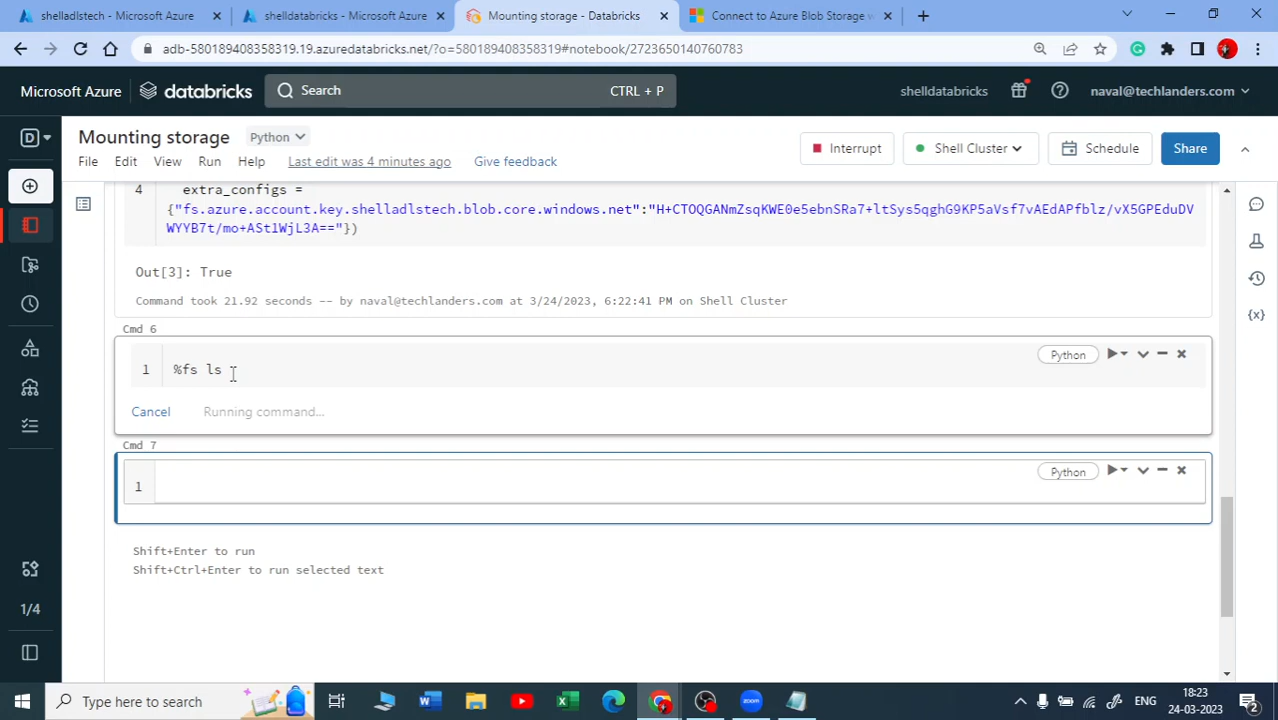 shelladlstech - Microsoft Azure
shelldatabricks - Microsoft Azure
Mounting storage - Databricks
Connect to Azure Blob Storage w
adb-580189408358319.19.azuredatabricks.net/?o=580189408358319#notebook/2723650140760783
Microsoft Azure
databricks
Search
CTRL + P
shelldatabricks
naval@techlanders.com
D
Mounting storage
Python
Interrupt
Shell Cluster
Schedule
Share
File
Edit
View
Run
Help
Last edit was 4 minutes ago
Give feedback
4
extra_configs =
{"fs.azure.account.key.shelladlstech.blob.core.windows.net":"H+CTOQGANmZsqKWE0e5ebnSRa7+ltSys5qghG9KP5aVsf7vAEdAPfblz/vX5GPEduDV
WYYB7t/mo+ASt1WjL3A=="})
Out[3]: True
Command took 21.92 seconds -- by naval@techlanders.com at 3/24/2023, 6:22:41 PM on Shell Cluster
Cmd 6
1
%fs ls
Python
Cancel
Running command...
Cmd 7
1
Python
Shift+Enter to run
Shift+Ctrl+Enter to run selected text
1/4
{x}
Type here to search
ENG
18:23
24-03-2023
2